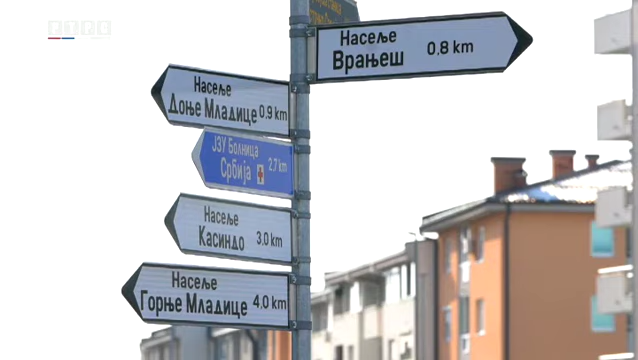 Насеље
Врањеш 0,8 km
Насеље
Доње Младице 0,9 km
ЈЗУ Болница
Србија 2,7 km
Насеље
Касиндо 3,0 km
Насеље
Горње Младице 4,0 km